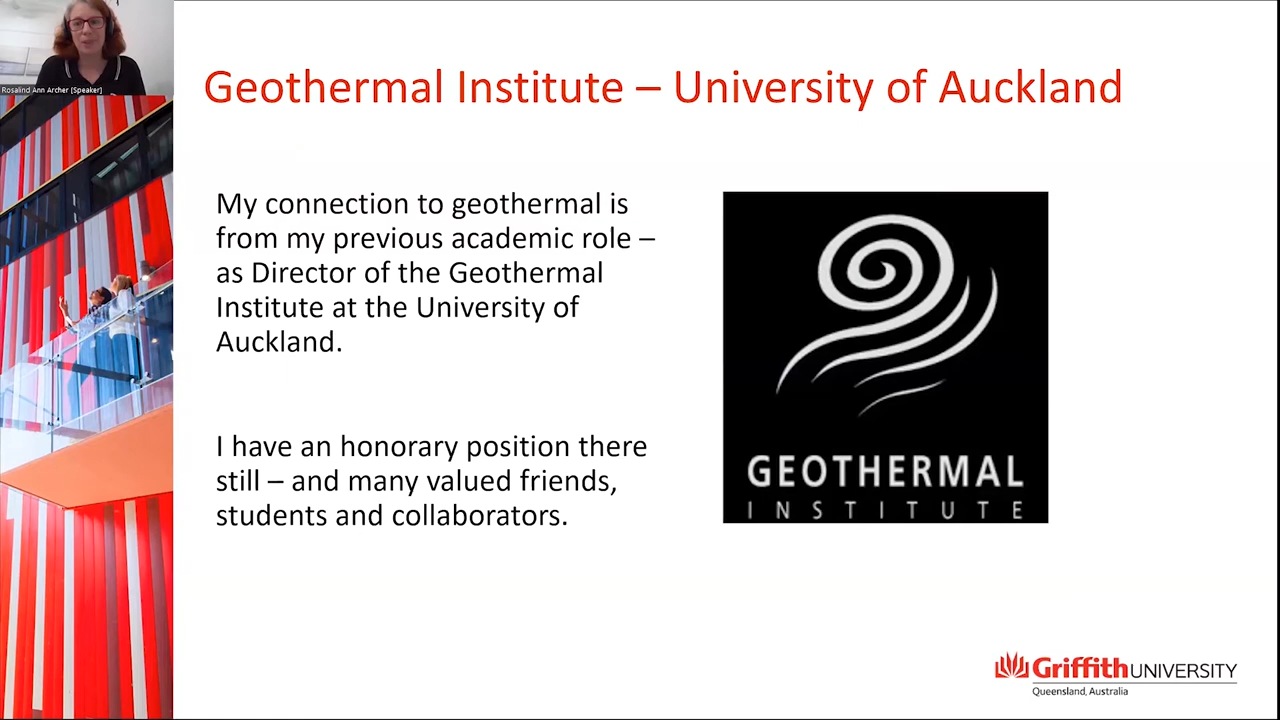 Rosalind Ann Archer [Speaker]
Geothermal Institute – University of Auckland
My connection to geothermal is
from my previous academic role –
as Director of the Geothermal
Institute at the University of
Auckland.
I have an honorary position there
still – and many valued friends,
students and collaborators.
GEOTHERMAL
INSTITUTE
Griffith UNIVERSITY
Queensland, Australia